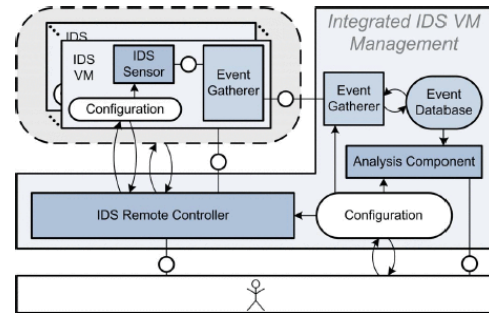 Integrated IDS VM
Management
IDS
IDS
VM
IDS
Sensor
Event
Gatherer
Configuration
Event
Gatherer
Event
Database
Analysis Component
IDS Remote Controller
Configuration